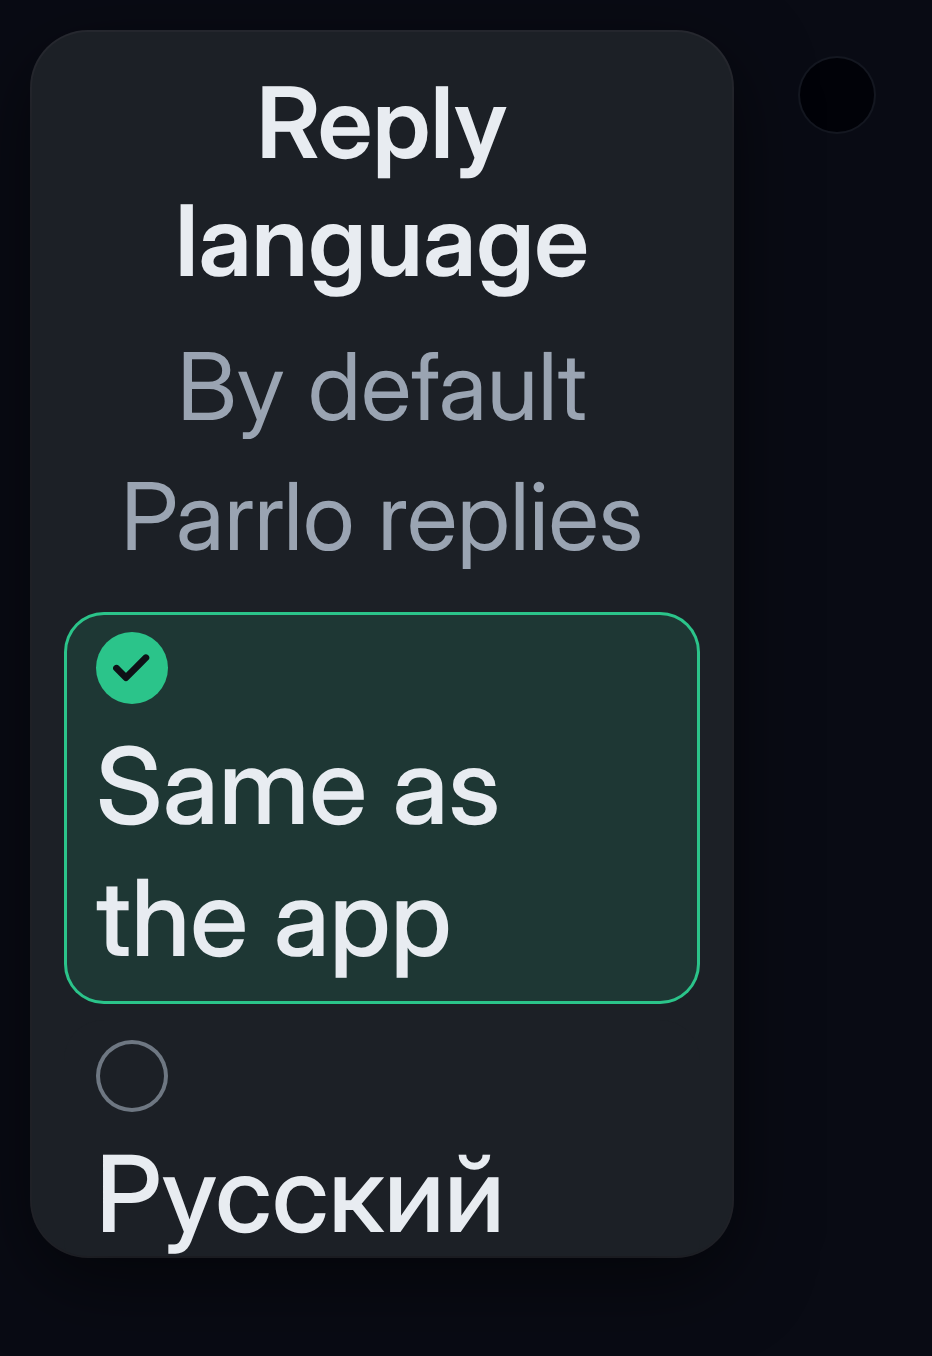 Reply
language
By default
Parrlo replies
Same as
the app
Русский